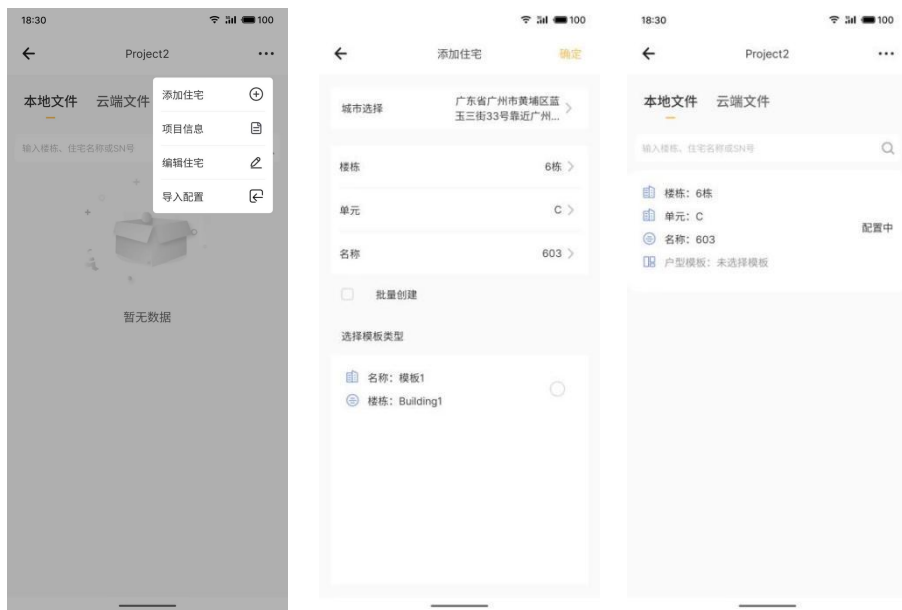 18:30
100
Project2
本地文件 云端文件
添加住宅
项目信息
输入楼栋、住宅名称或SN号
编辑住宅
导入配置
暂无数据
100
添加住宅
确定
城市选择
广东省广州市黄埔区蓝
玉三街33号靠近广州...
楼栋
6栋
单元
C
名称
603
批量创建
选择模板类型
名称：模板1
楼栋：Building1
18:30
100
Project2
本地文件 云端文件
输入楼栋、住宅名称或SN号
楼栋：6栋
单元：C
名称：603
配置中
户型模板：未选择模板